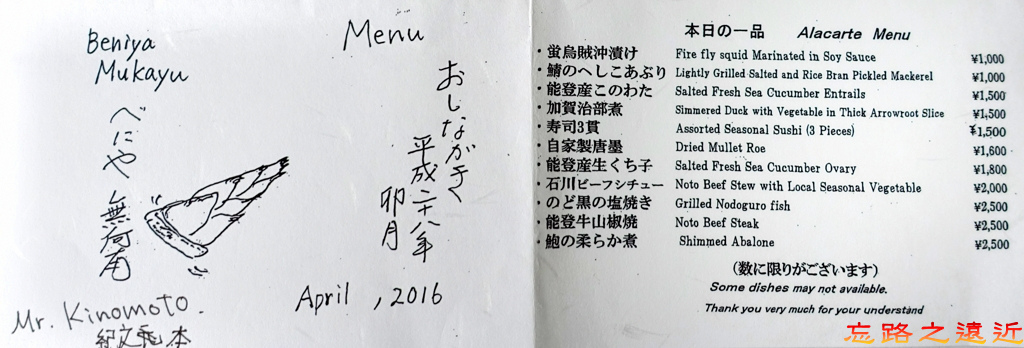 Beniya
Mukayu
べにや 無何有
Menu
おしながき
平成二十八年
卯月
April , 2016
Mr. Kinomoto.
本日の一品 Alacarte Menu
・蛍烏賊沖漬け Fire fly squid Marinated in Soy Sauce ¥1,000
・鯖のへしこあぶり Lightly Grilled Salted and Rice Bran Pickled Mackerel ¥1,000
・能登産このわた Salted Fresh Sea Cucumber Entrails ¥1,500
・加賀治部煮 Simmered Duck with Vegetable in Thick Arrowroot Slice ¥1,500
・寿司3貫 Assorted Seasonal Sushi (3 Pieces) ¥1,500
・自家製唐墨 Dried Mullet Roe ¥1,600
・能登産生くち子 Salted Fresh Sea Cucumber Ovary ¥1,800
・石川ビーフシチュー Noto Beef Stew with Local Seasonal Vegetable ¥2,000
・のど黒の塩焼き Grilled Nodoguro fish ¥2,500
・能登牛山椒焼 Noto Beef Steak ¥2,500
・鮑の柔らか煮 Shimmed Abalone ¥2,500
(数に限りがございます)
Some dishes may not available.
Thank you very much for your understand
忘路之遠近